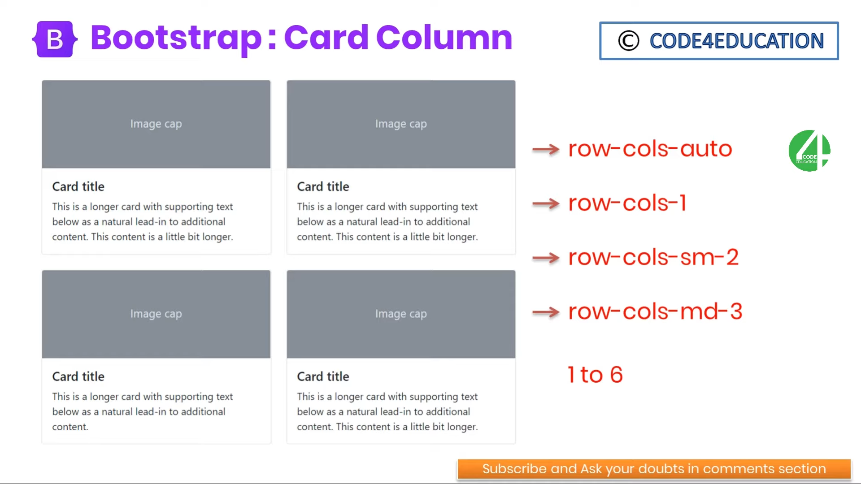 B Bootstrap : Card Column
© CODE4EDUCATION
Image cap
Card title
This is a longer card with supporting text
below as a natural lead-in to additional
content. This content is a little bit longer.
Image cap
Card title
This is a longer card with supporting text
below as a natural lead-in to additional
content. This content is a little bit longer.
Image cap
Card title
This is a longer card with supporting text
below as a natural lead-in to additional
content.
Image cap
Card title
This is a longer card with supporting text
below as a natural lead-in to additional
content. This content is a little bit longer.
→ row-cols-auto
→ row-cols-1
→ row-cols-sm-2
→ row-cols-md-3
1 to 6
4
CODE
Subscribe and Ask your doubts in comments section